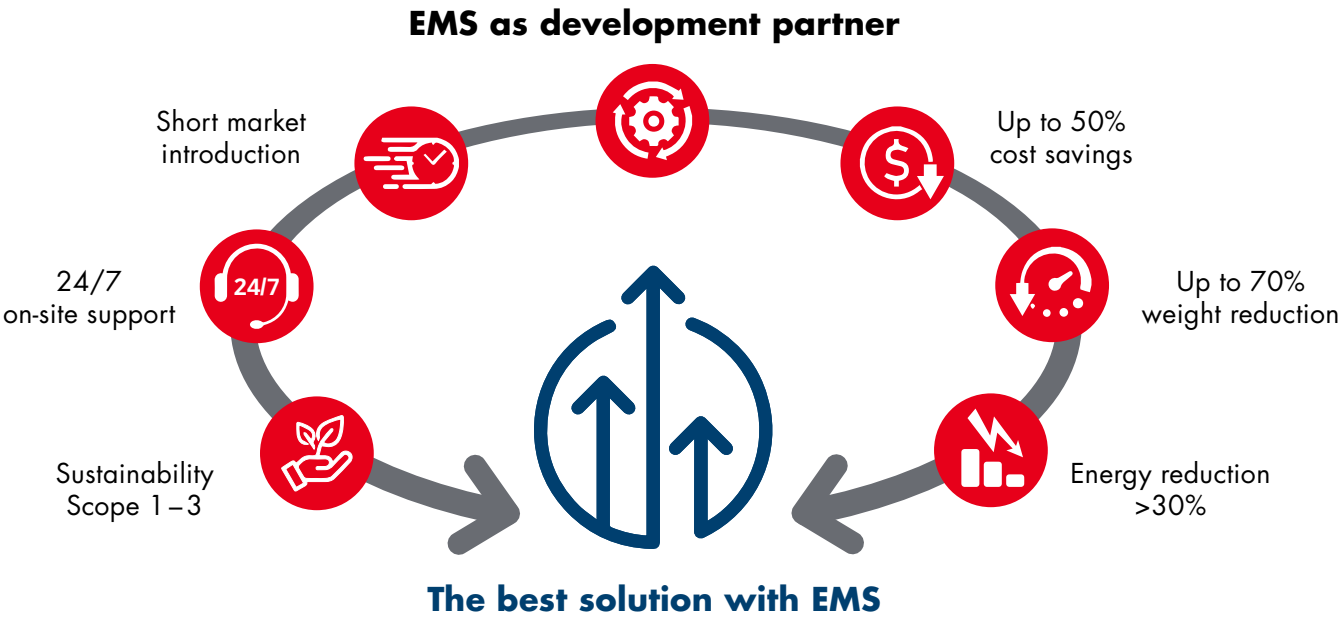 EMS as development partner
Short market
introduction
Up to 50%
cost savings
24/7
on-site support
24/7
Up to 70%
weight reduction
Sustainability
Scope 1–3
Energy reduction
>30%
$
The best solution with EMS